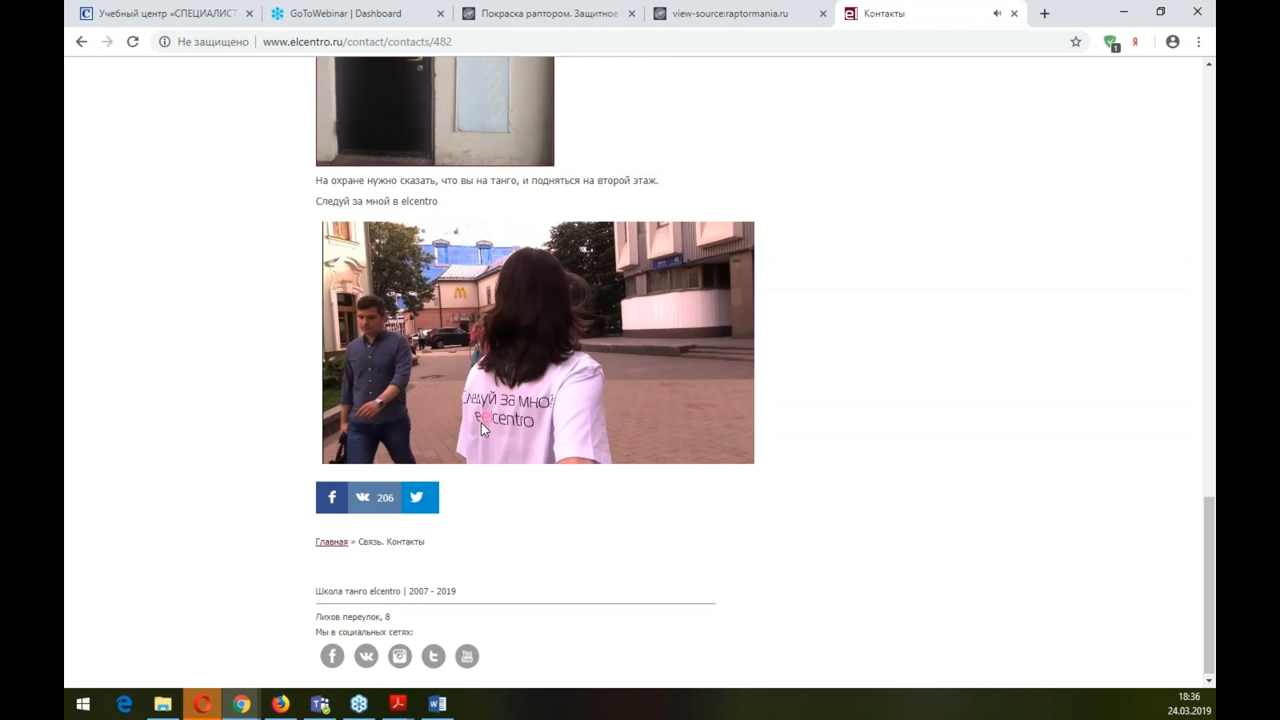 Учебный центр «СПЕЦИАЛИСТ
GoToWebinar | Dashboard
Покраска раптором. Защитное
view-source:raptormania.ru
Контакты
Не защищено
www.elcentro.ru/contact/contacts/482
1
На охране нужно сказать, что вы на танго, и подняться на второй этаж.
Следуй за мной в elcentro
Следуй за мной
в elcentro
206
Главная » Связь. Контакты
Школа танго elcentro | 2007 - 2019
Лихов переулок, 8
Мы в социальных сетях:
18:36
24.03.2019